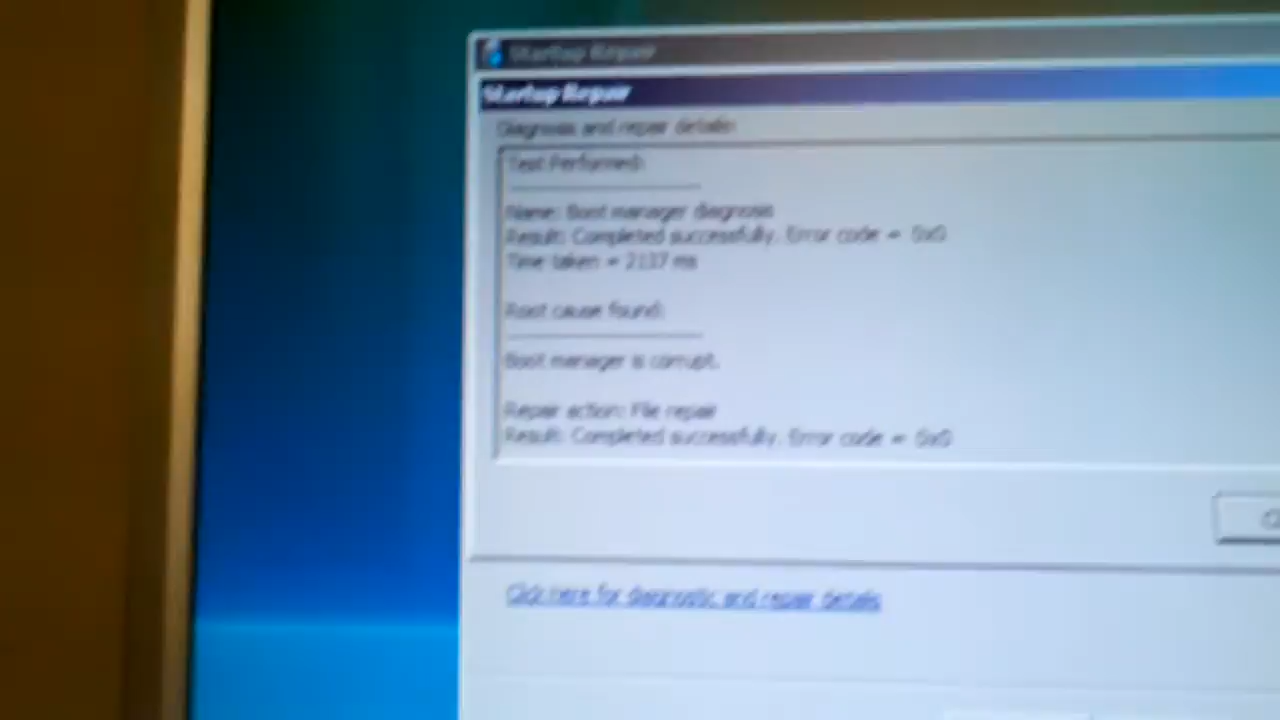 Startup Repair
Startup Repair
Diagnosis and repair details:
Test Performed:
Name: Boot manager diagnosis
Result: Completed successfully. Error code = 0x0
Time taken = 2137 ms
Root cause found:
Boot manager is corrupt.
Repair action: File repair
Result: Completed successfully. Error code = 0x0
Click here for diagnostic and repair details